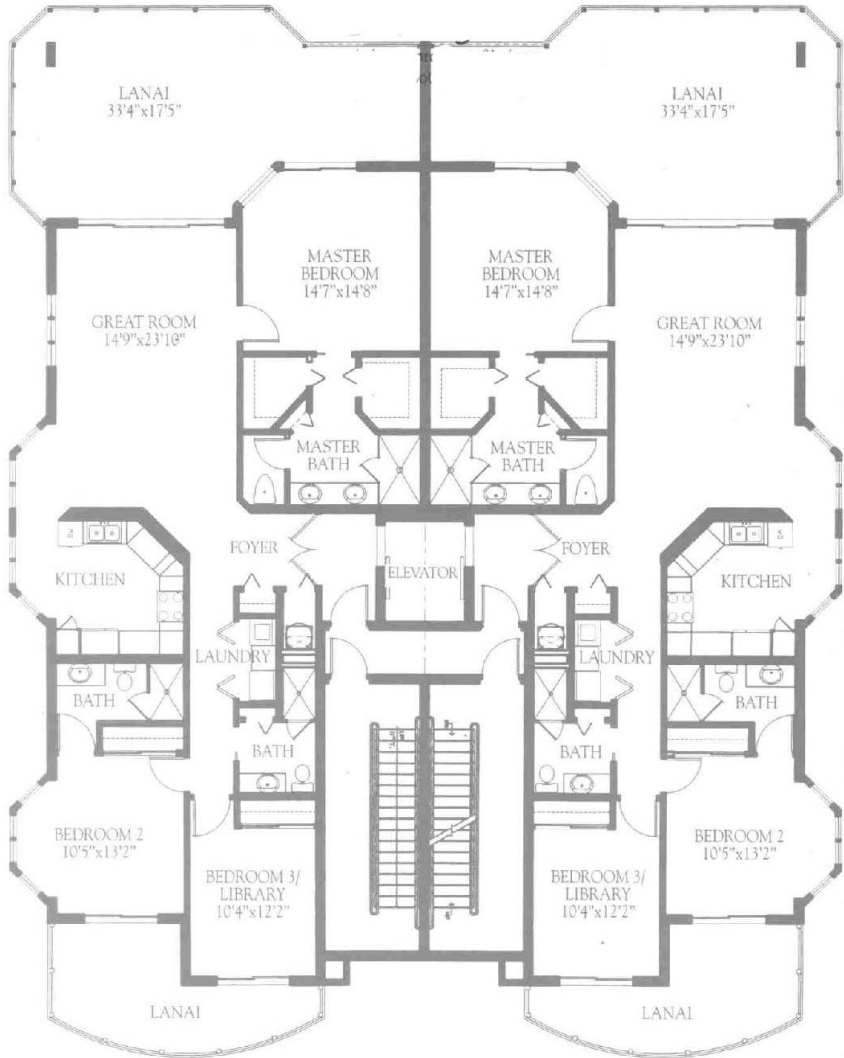 LANAI
33'4"x17'5"
LANAI
33'4"x17'5"
MASTER
BEDROOM
14'7"x14'8"
MASTER
BEDROOM
14'7"x14'8"
GREAT ROOM
14'9"x23'10"
GREAT ROOM
14'9"x23'10"
MASTER
BATH
MASTER
BATH
FOYER
ELEVATOR
FOYER
KITCHEN
KITCHEN
LAUNDRY
LAUNDRY
BATH
BATH
BATH
BATH
BEDROOM 2
10'5"x13'2"
BEDROOM 2
10'5"x13'2"
BEDROOM 3/
LIBRARY
10'4"x12'2"
BEDROOM 3/
LIBRARY
10'4"x12'2"
LANAI
LANAI